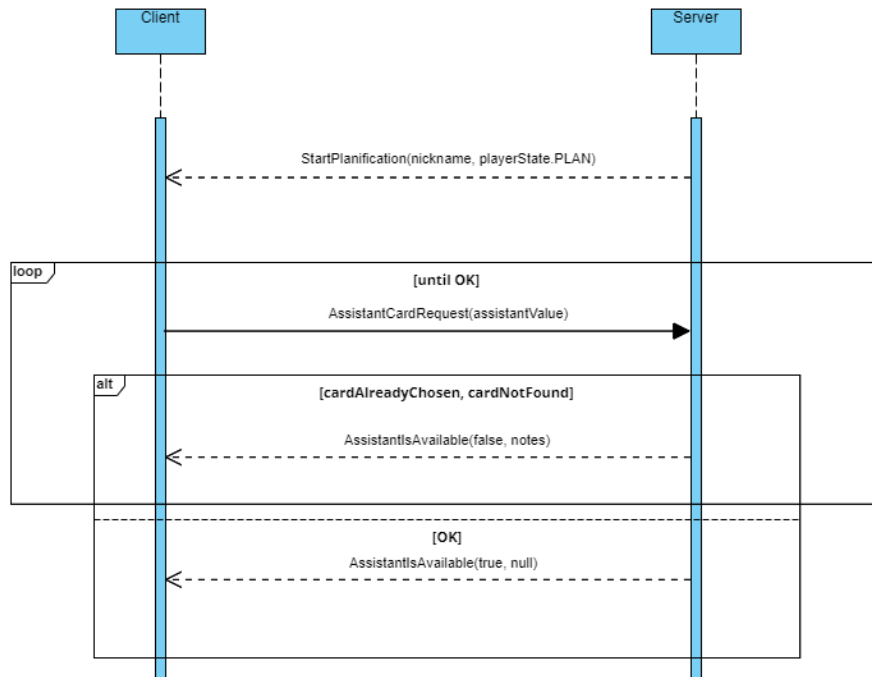 Client
Server
StartPlanification(nickname, playerState.PLAN)
loop
[until OK]
AssistantCardRequest(assistantValue)
alt
[cardAlreadyChosen, cardNotFound]
AssistantIsAvailable(false, notes)
[OK]
AssistantIsAvailable(true, null)